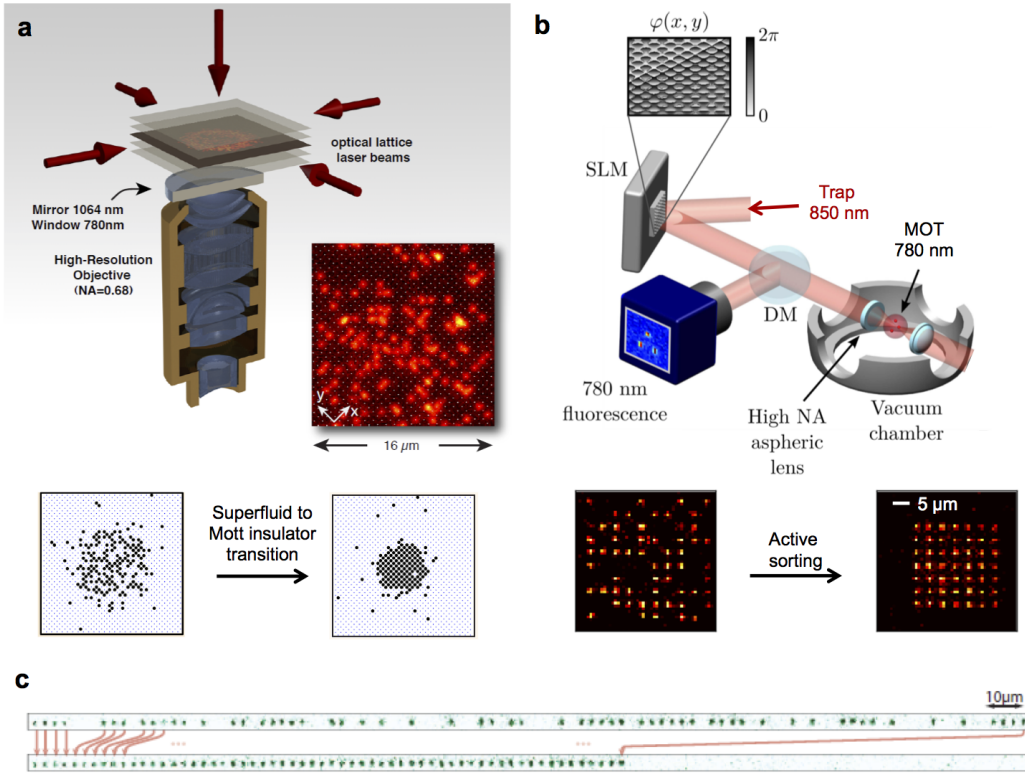 a
optical lattice
laser beams
Mirror 1064 nm
Window 780nm
High-Resolution
Objective
(NA=0.68)
y
x
16 µm
Superfluid to
Mott insulator
transition
b
φ(x, y)
2π
0
SLM
Trap
850 nm
MOT
780 nm
DM
780 nm
fluorescence
High NA
aspheric
lens
Vacuum
chamber
5 µm
Active
sorting
c
10µm
...
...